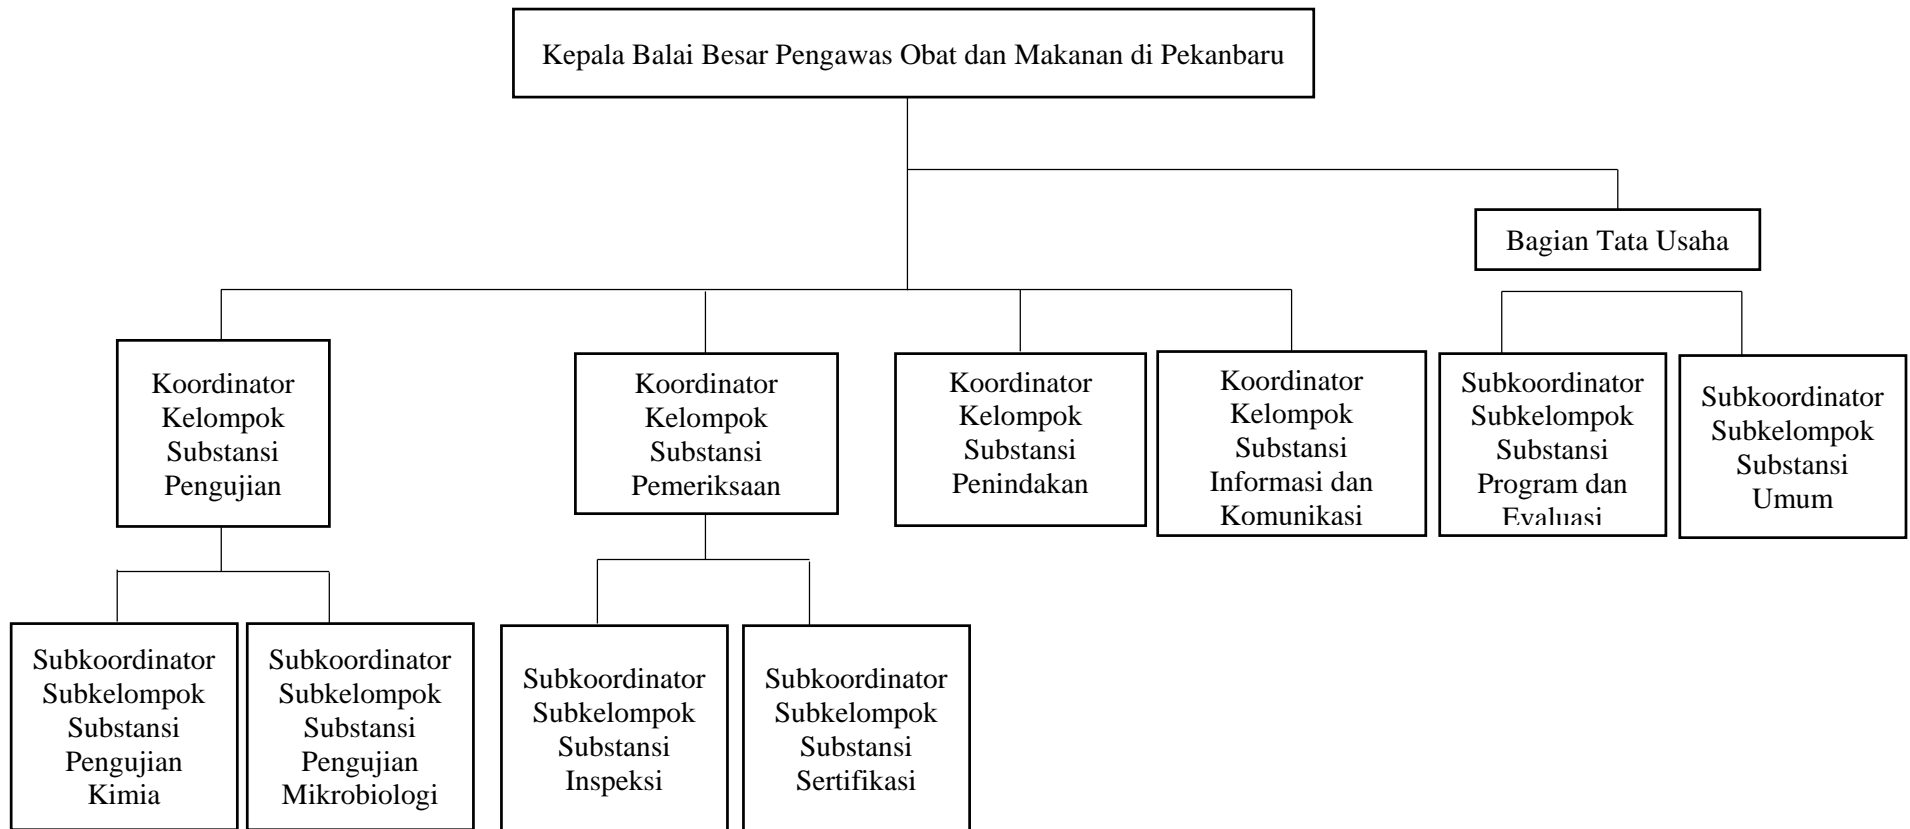 Kepala Balai Besar Pengawas Obat dan Makanan di Pekanbaru
Bagian Tata Usaha
Koordinator
Kelompok
Substansi
Pengujian
Koordinator
Kelompok
Substansi
Pemeriksaan
Koordinator
Kelompok
Substansi
Penindakan
Koordinator
Kelompok
Substansi
Informasi dan
Komunikasi
Subkoordinator
Subkelompok
Substansi
Program dan
Evaluasi
Subkoordinator
Subkelompok
Substansi
Umum
Subkoordinator
Subkelompok
Substansi
Pengujian
Kimia
Subkoordinator
Subkelompok
Substansi
Pengujian
Mikrobiologi
Subkoordinator
Subkelompok
Substansi
Inspeksi
Subkoordinator
Subkelompok
Substansi
Sertifikasi